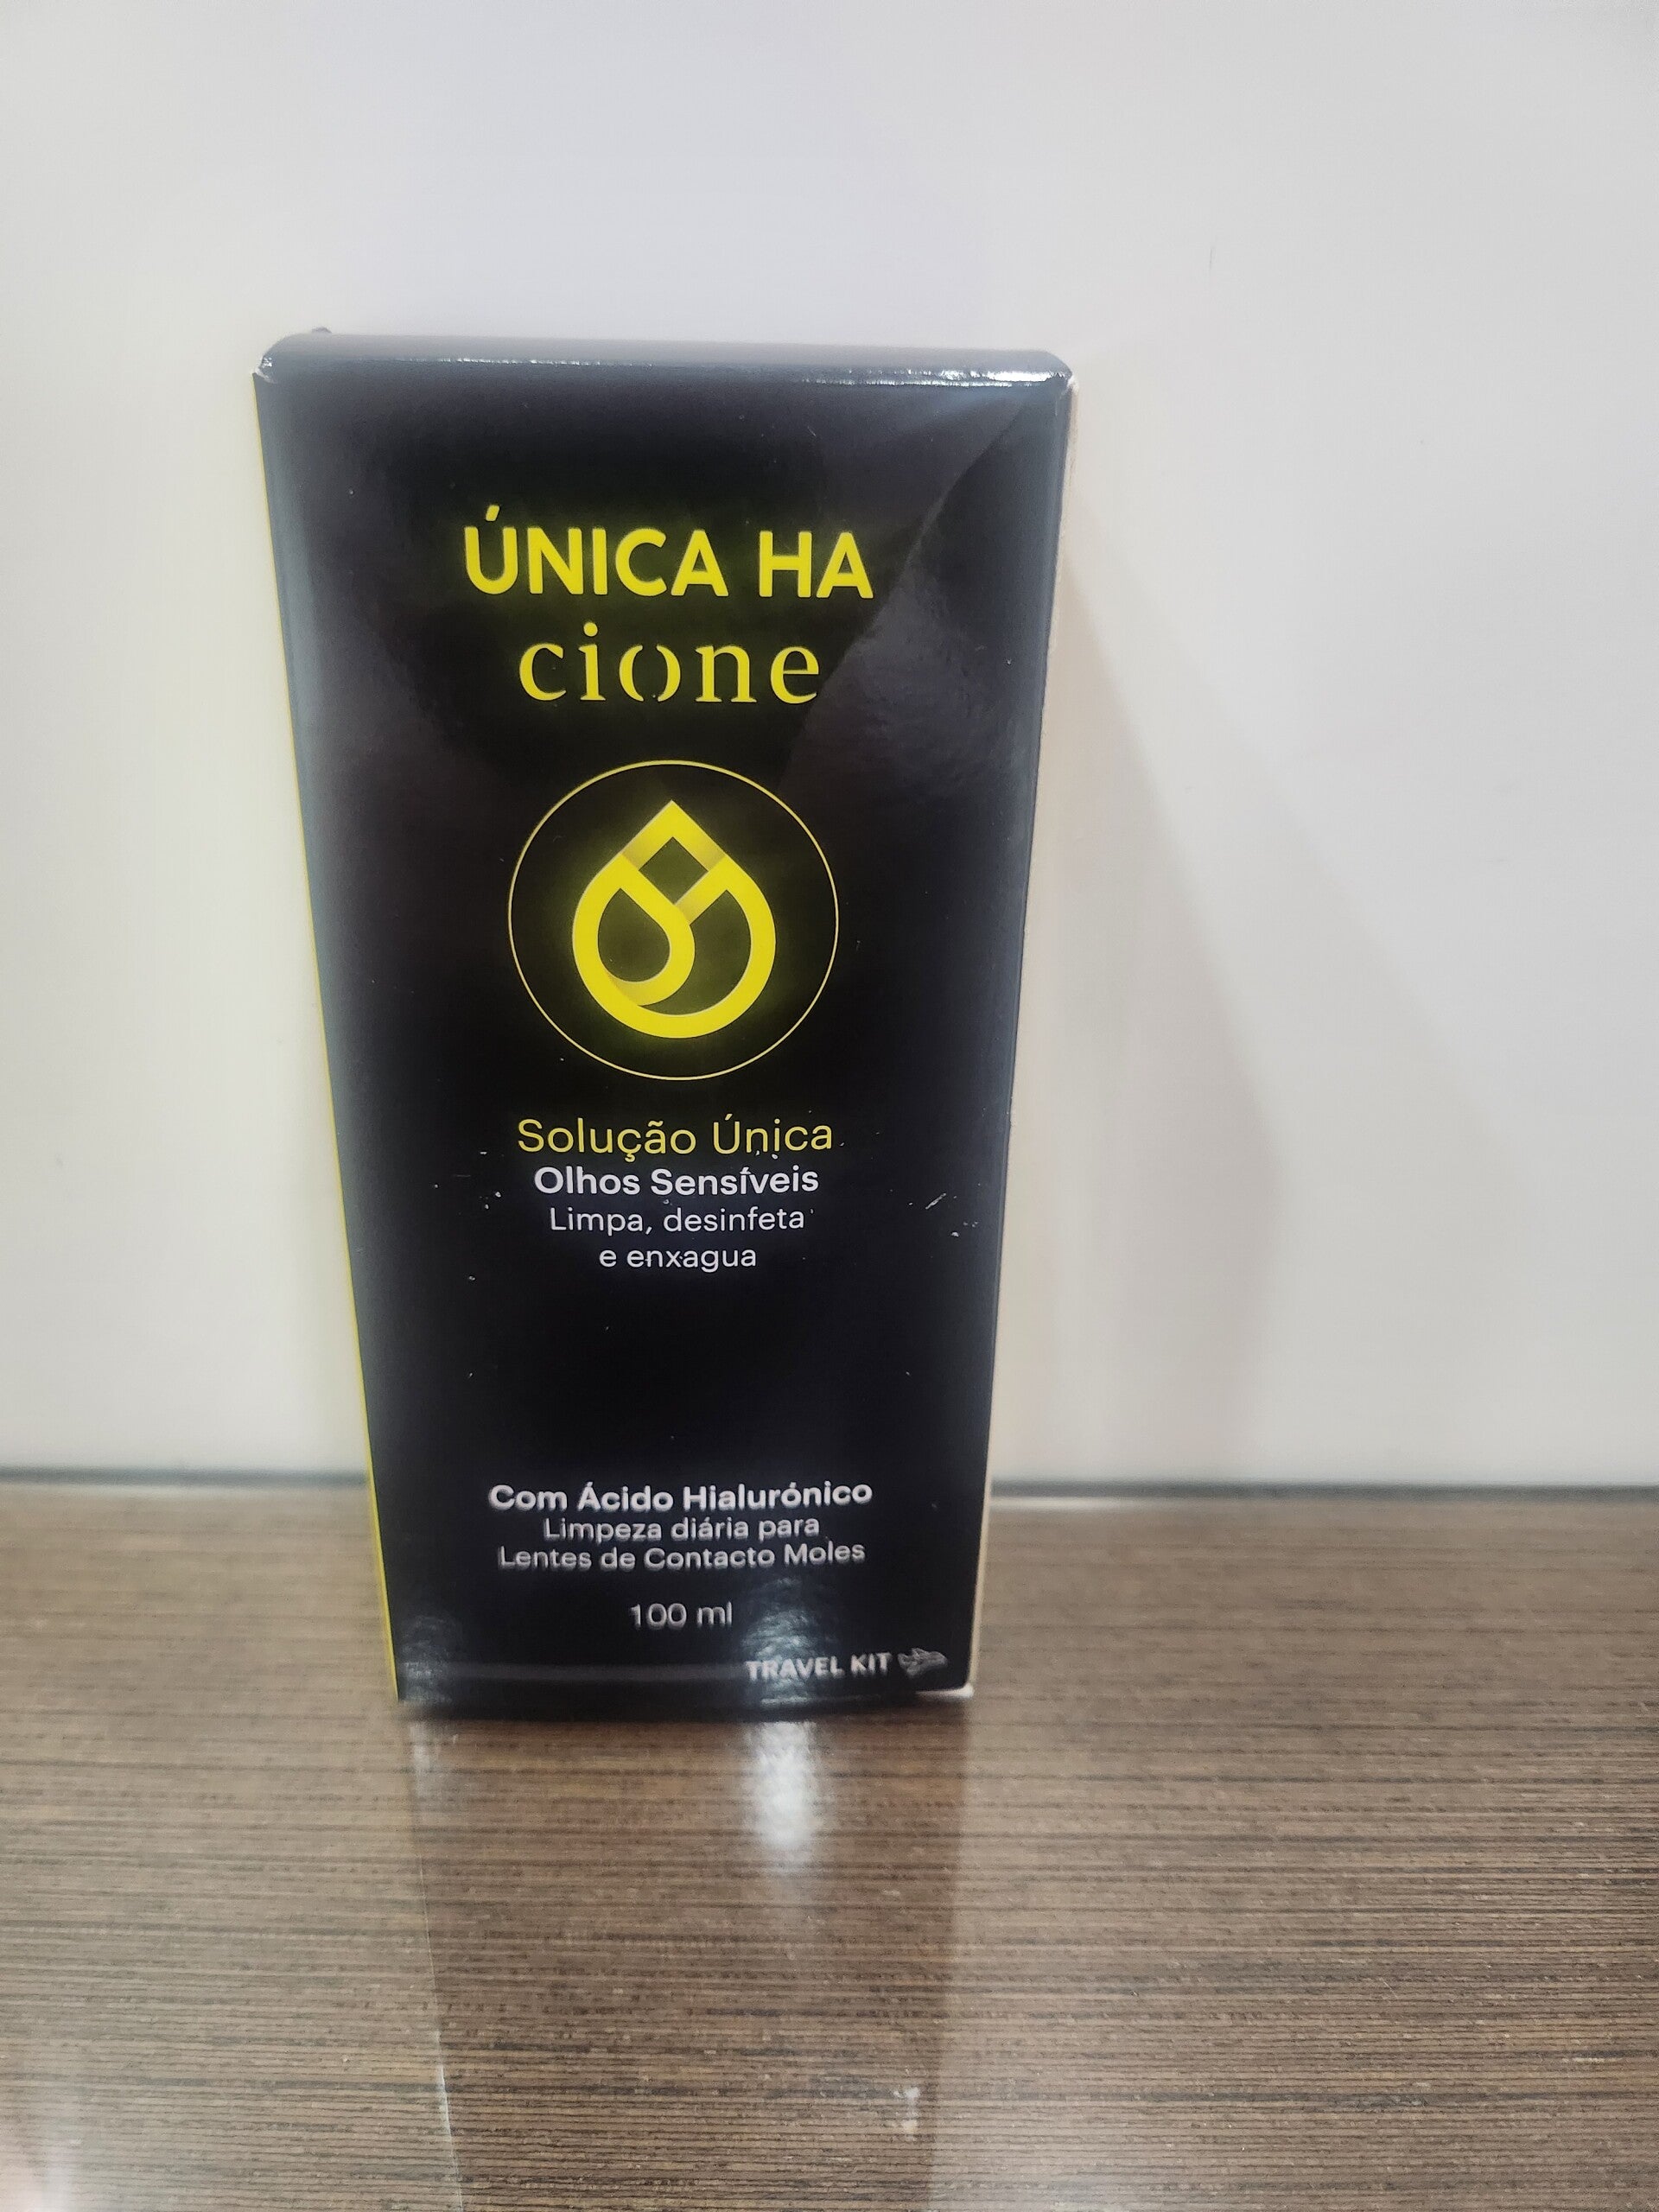 ÚNICA HA
cione
Solução Única
Olhos Sensíveis
Limpa, desinfeta
e enxagua
Com Ácido Hialurónico
Limpeza diária para
Lentes de Contacto Moles
100 ml
TRAVEL KIT